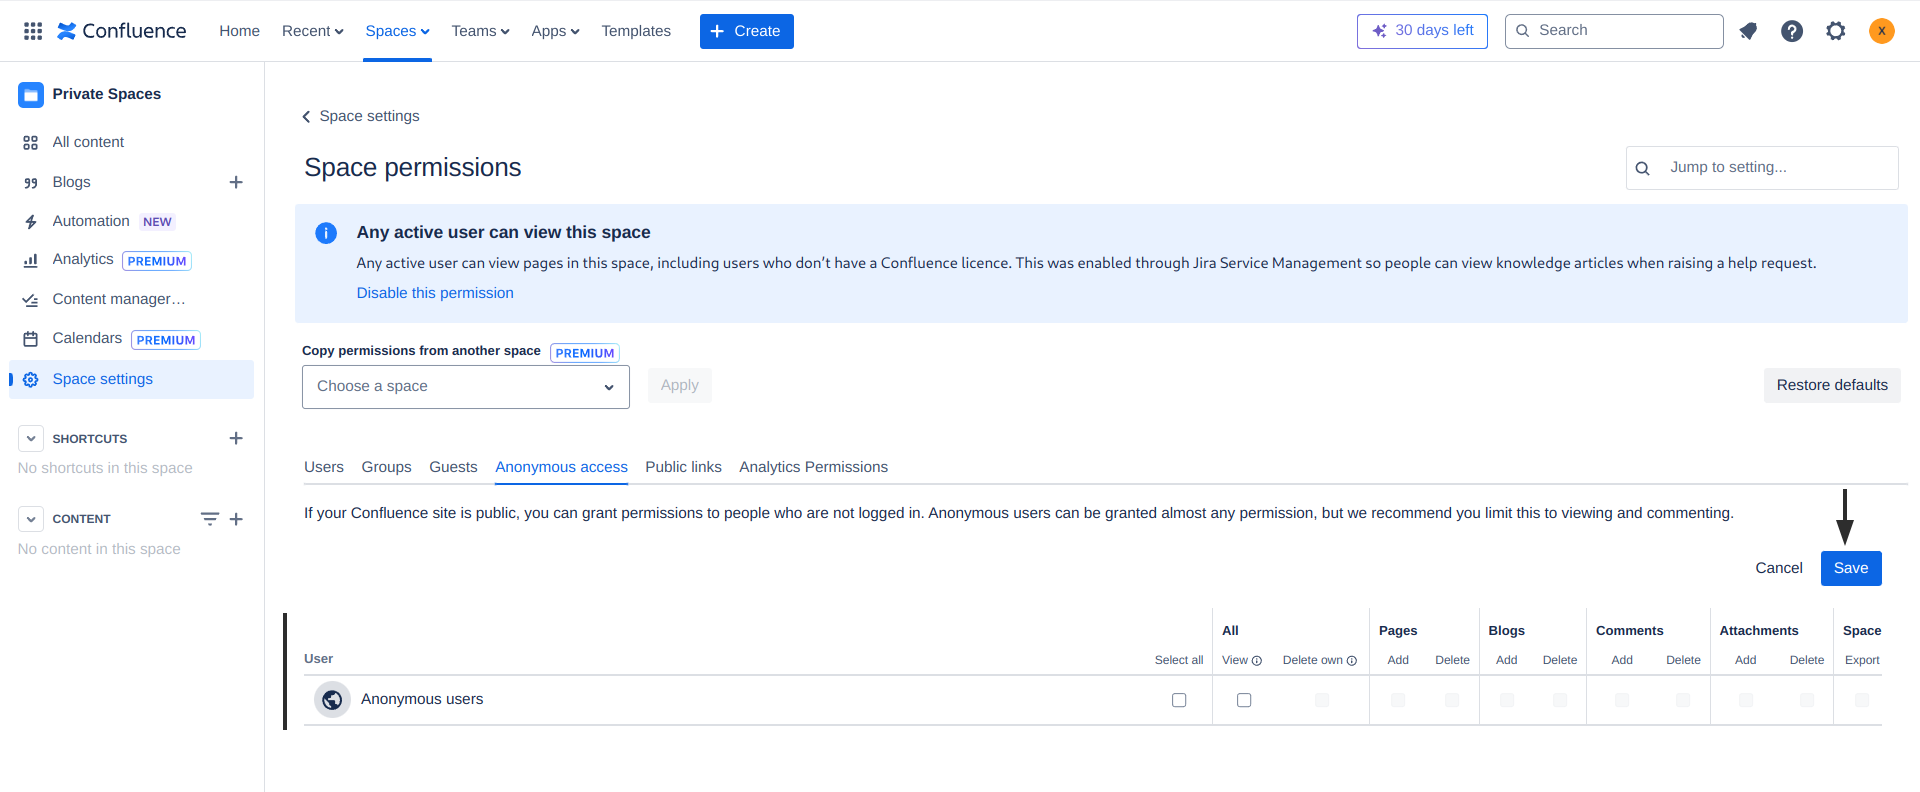 Confluence Home Recent Spaces Teams Apps Templates + Create 30 days left Search X
Private Spaces
All content
Blogs
Automation NEW
Analytics PREMIUM
Content manager…
Calendars PREMIUM
Space settings
SHORTCUTS
No shortcuts in this space
CONTENT
No content in this space
Space settings
Space permissions
Jump to setting...
Any active user can view this space
Any active user can view pages in this space, including users who don’t have a Confluence licence. This was enabled through Jira Service Management so people can view knowledge articles when raising a help request.
Disable this permission
Copy permissions from another space PREMIUM
Choose a space Apply Restore defaults
Users Groups Guests Anonymous access Public links Analytics Permissions
If your Confluence site is public, you can grant permissions to people who are not logged in. Anonymous users can be granted almost any permission, but we recommend you limit this to viewing and commenting.
Cancel Save
All Pages Blogs Comments Attachments Space
User Select all View Delete own Add Delete Add Delete Add Delete Add Delete Export
Anonymous users